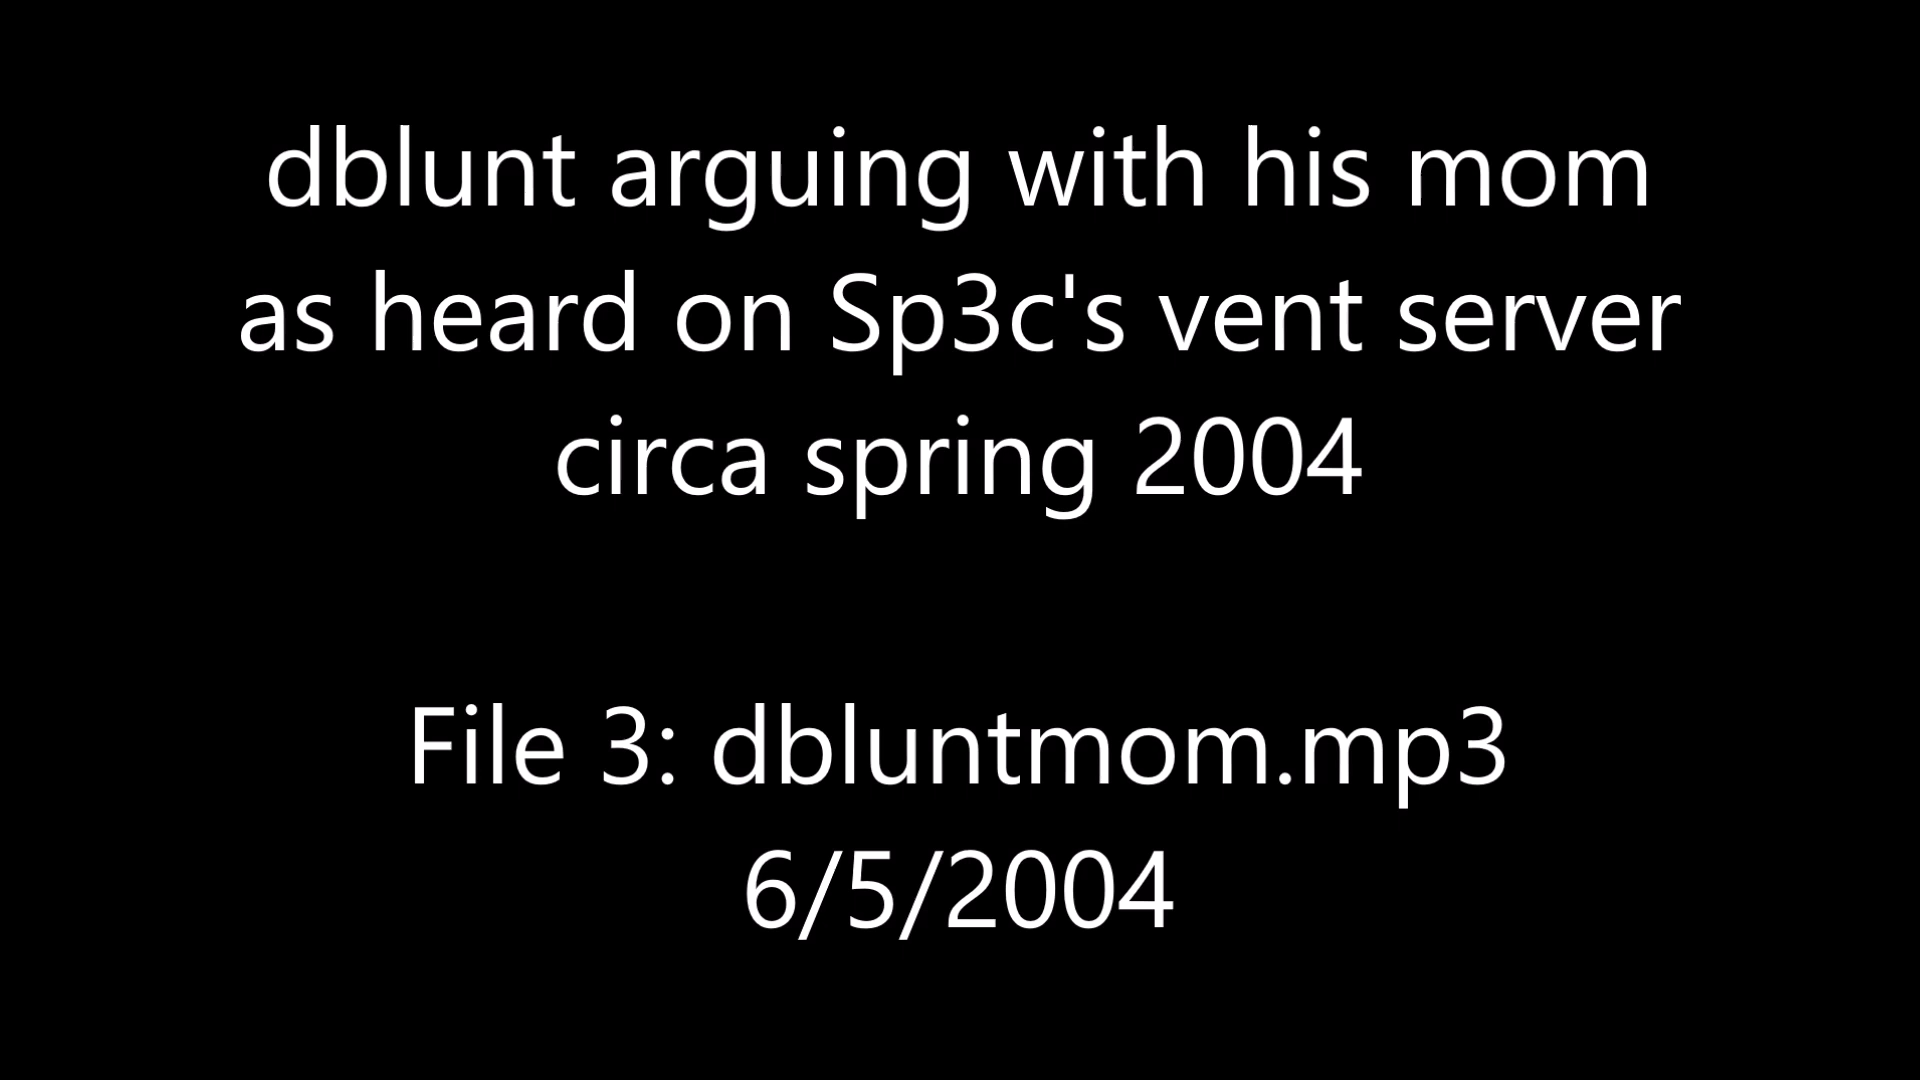 dblunt arguing with his mom
as heard on Sp3c's vent server
circa spring 2004
File 3: dbluntmom.mp3
6/5/2004